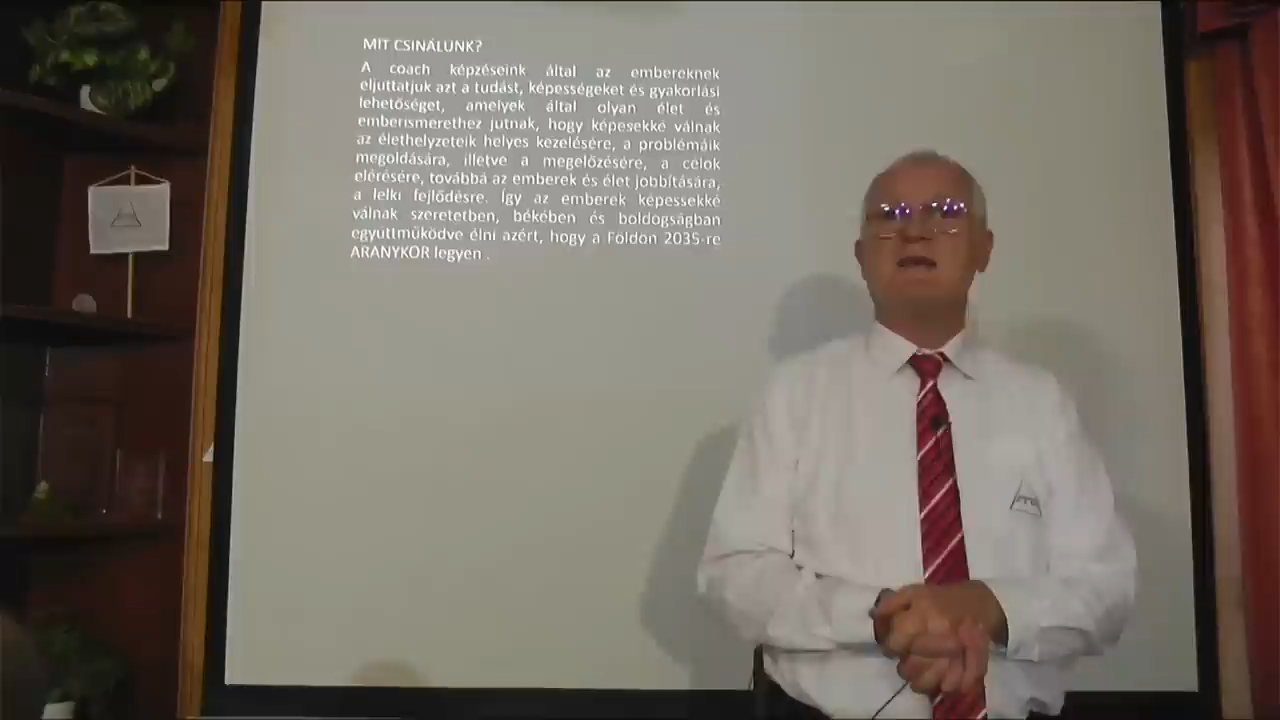 MIT CSINÁLUNK?
A coach képzéseink által az embereknek
eljuttatjuk azt a tudást, képességeket és gyakorlási
lehetőséget, amelyek által olyan élet és
emberismerethez jutnak, hogy képesekké válnak
az élethelyzeteik helyes kezelésére, a problémáik
megoldására, illetve a megelőzésére, a célok
elérésére, továbbá az emberek és élet jobbítására,
a lelki fejlődésre. Így az emberek képessekké
válnak szeretetben, békében és boldogságban
együttműködve élni azért, hogy a Földön 2035-re
ARANYKOR legyen .